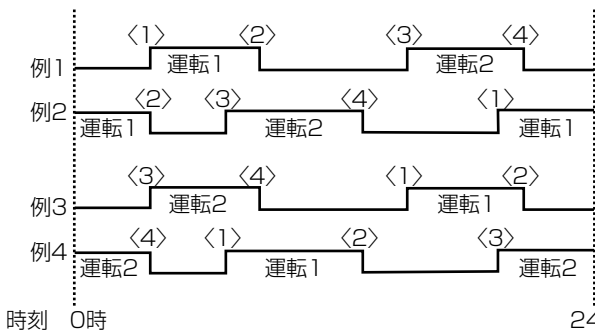 〈1〉 〈2〉 〈3〉 〈4〉
例1 運転1 運転2
例2 〈2〉 〈3〉 〈4〉 〈1〉
運転1 運転2 運転1
〈3〉 〈4〉 〈1〉 〈2〉
例3 運転2 運転1
例4 〈4〉 〈1〉 〈2〉 〈3〉
運転2 運転1 運転2
時刻 0時 24